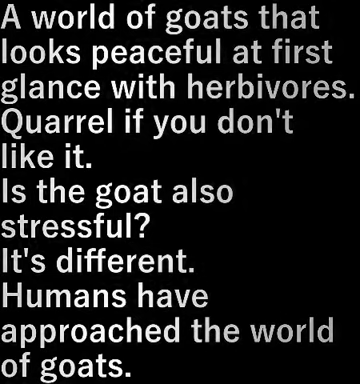 A world of goats that
looks peaceful at first
glance with herbivores.
Quarrel if you don't
like it.
Is the goat also
stressful?
It's different.
Humans have
approached the world
of goats.